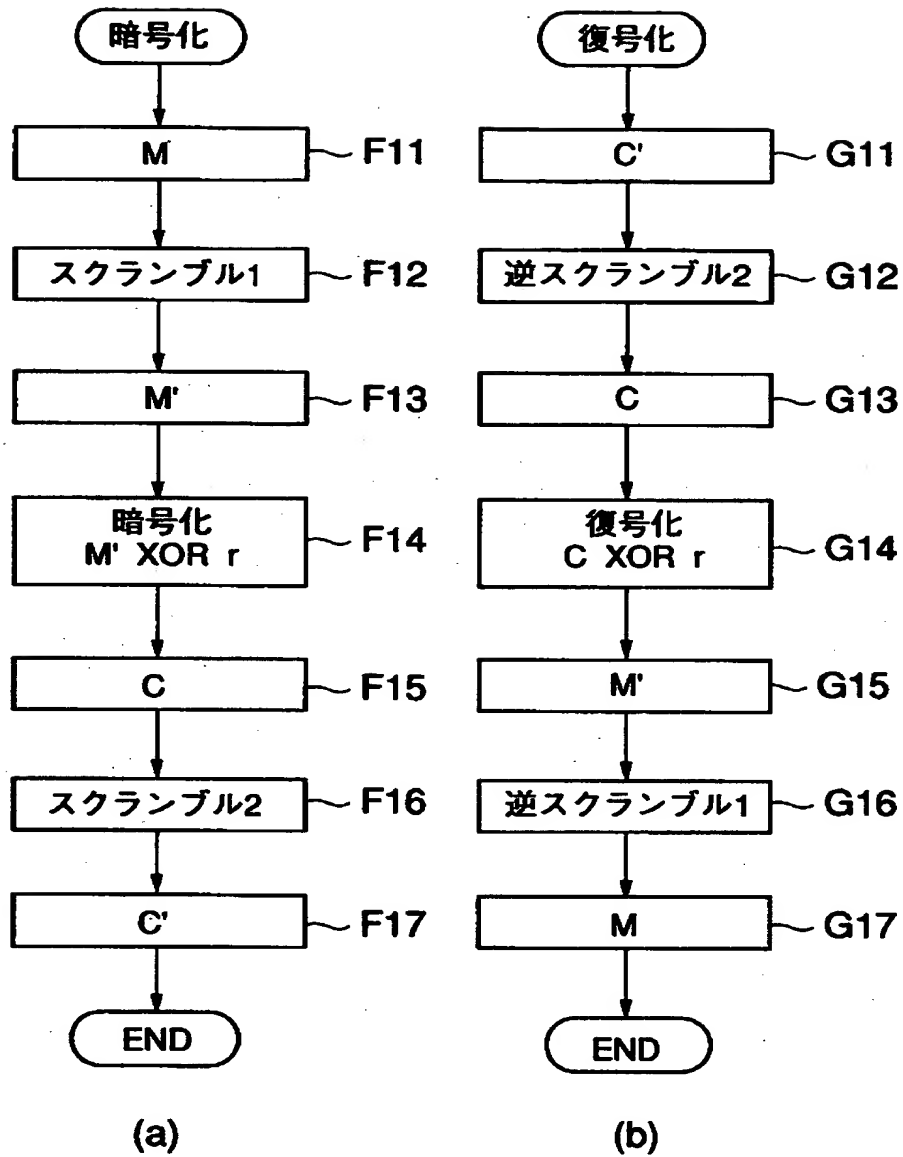 暗号化
M
F11
スクランブル1
F12
M'
F13
暗号化
M' XOR r
F14
C
F15
スクランブル2
F16
C'
F17
END
(a)
復号化
C'
G11
逆スクランブル2
G12
C
G13
復号化
C XOR r
G14
M'
G15
逆スクランブル1
G16
M
G17
END
(b)